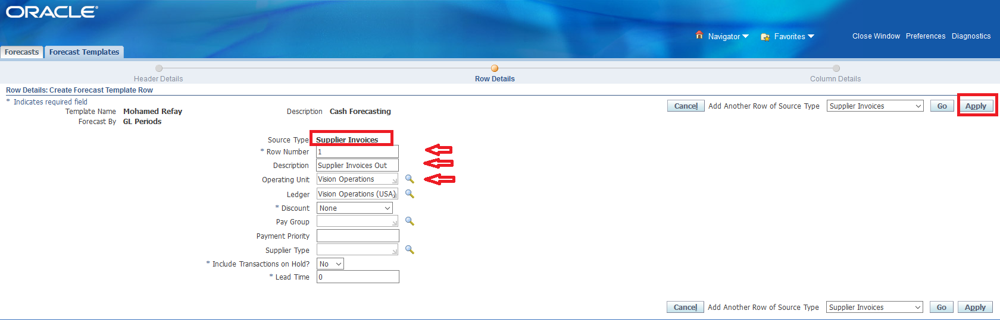 ORACLE®
Navigator Favorites Close Window Preferences Diagnostics
Forecasts Forecast Templates
Header Details Row Details Column Details
Row Details: Create Forecast Template Row
* Indicates required field
Template Name Mohamed Refay Description Cash Forecasting Cancel Add Another Row of Source Type Supplier Invoices Go Apply
Forecast By GL Periods
Source Type Supplier Invoices
* Row Number 1
Description Supplier Invoices Out
Operating Unit Vision Operations
Ledger Vision Operations (USA)
* Discount None
Pay Group
Payment Priority
Supplier Type
* Include Transactions on Hold? No
* Lead Time 0
Cancel Add Another Row of Source Type Supplier Invoices Go Apply